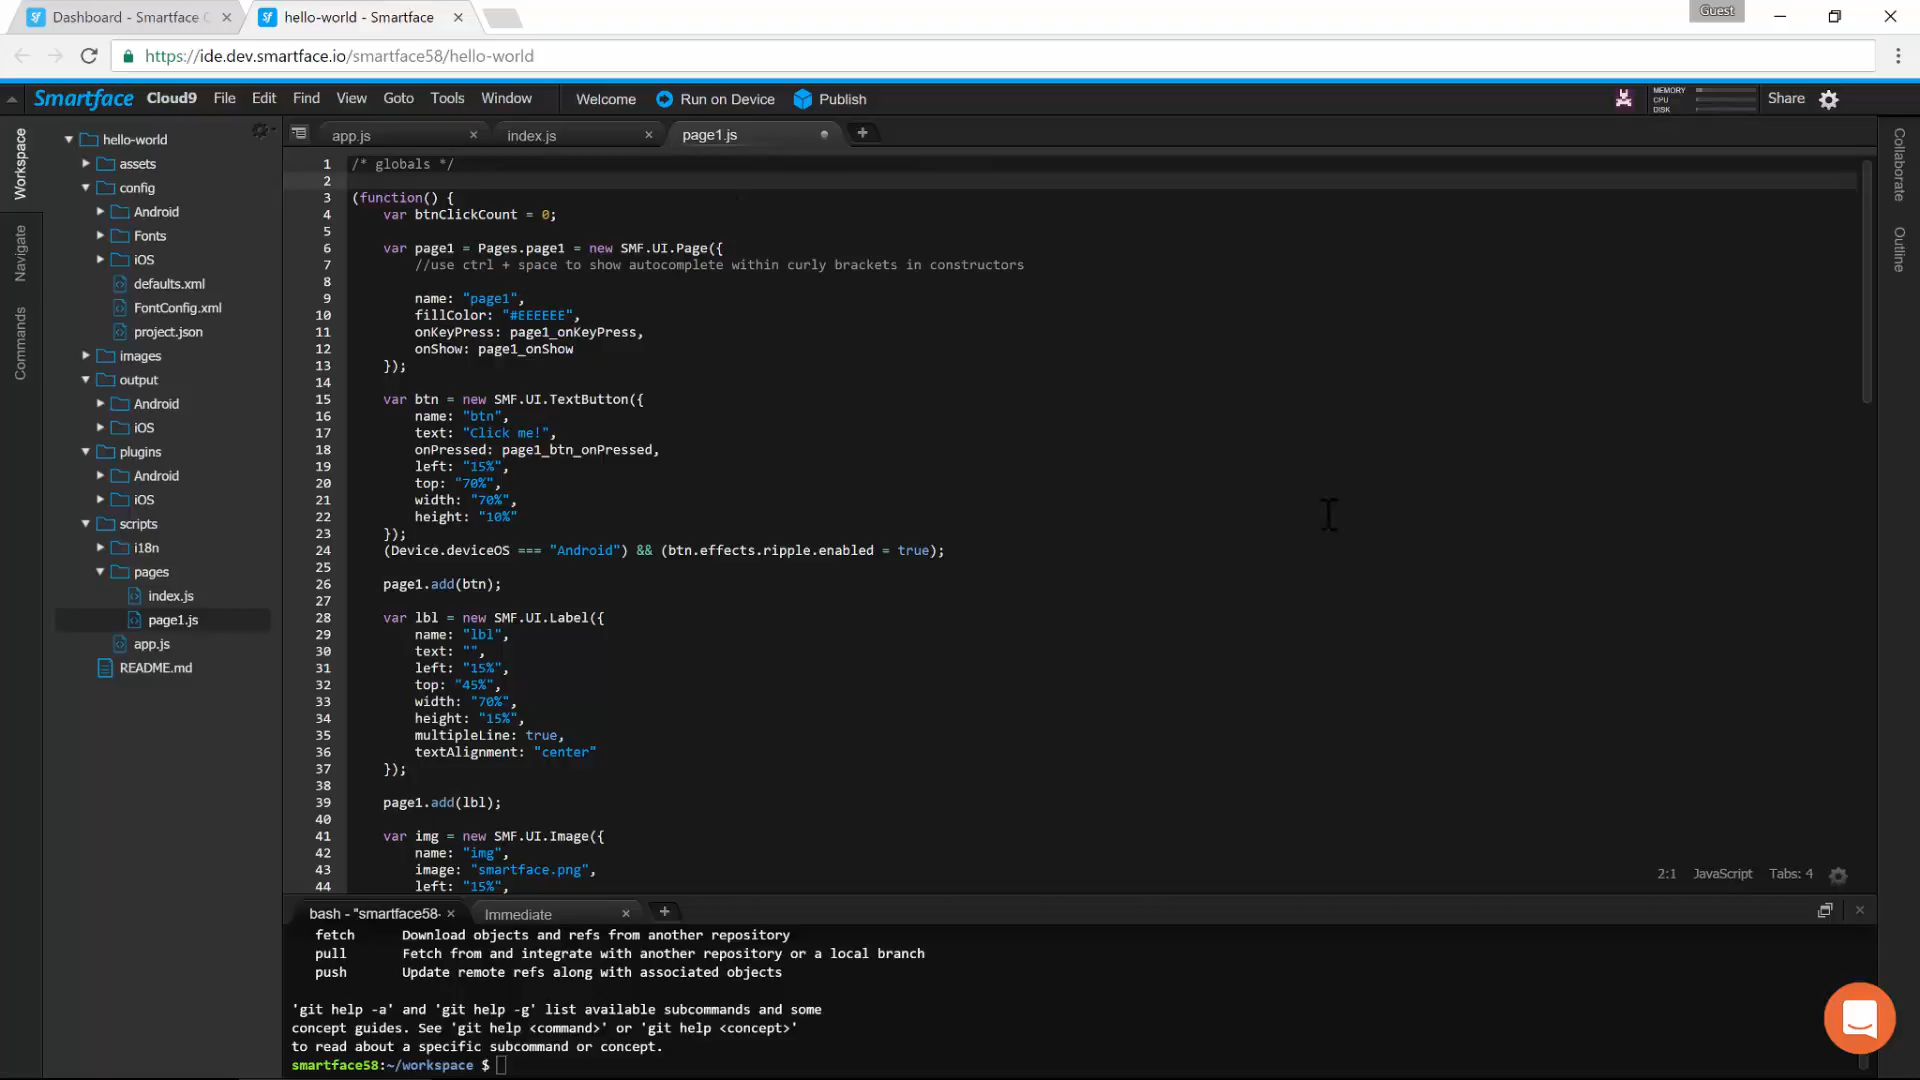 Dashboard - Smartface C
hello-world - Smartface
Guest
https://ide.dev.smartface.io/smartface58/hello-world
Smartface Cloud9 File Edit Find View Goto Tools Window Welcome Run on Device Publish
MEMORY
CPU
DISK
Share
Workspace
Navigate
Commands
hello-world
assets
config
Android
Fonts
iOS
defaults.xml
FontConfig.xml
project.json
images
output
Android
iOS
plugins
Android
iOS
scripts
i18n
pages
index.js
page1.js
app.js
README.md
app.js
index.js
page1.js
1 /* globals */
2
3 (function() {
4 var btnClickCount = 0;
5
6 var page1 = Pages.page1 = new SMF.UI.Page({
7 //use ctrl + space to show autocomplete within curly brackets in constructors
8
9 name: "page1",
10 fillColor: "#EEEEEE",
11 onKeyPress: page1_onKeyPress,
12 onShow: page1_onShow
13 });
14
15 var btn = new SMF.UI.TextButton({
16 name: "btn",
17 text: "Click me!",
18 onPressed: page1_btn_onPressed,
19 left: "15%",
20 top: "70%",
21 width: "70%",
22 height: "10%"
23 });
24 (Device.deviceOS === "Android") && (btn.effects.ripple.enabled = true);
25
26 page1.add(btn);
27
28 var lbl = new SMF.UI.Label({
29 name: "lbl",
30 text: "",
31 left: "15%",
32 top: "45%",
33 width: "70%",
34 height: "15%",
35 multipleLine: true,
36 textAlignment: "center"
37 });
38
39 page1.add(lbl);
40
41 var img = new SMF.UI.Image({
42 name: "img",
43 image: "smartface.png",
44 left: "15%",
2:1 JavaScript Tabs: 4
Collaborate
Outline
bash - "smartface58-
Immediate
fetch Download objects and refs from another repository
pull Fetch from and integrate with another repository or a local branch
push Update remote refs along with associated objects
'git help -a' and 'git help -g' list available subcommands and some
concept guides. See 'git help <command>' or 'git help <concept>'
to read about a specific subcommand or concept.
smartface58:~/workspace $